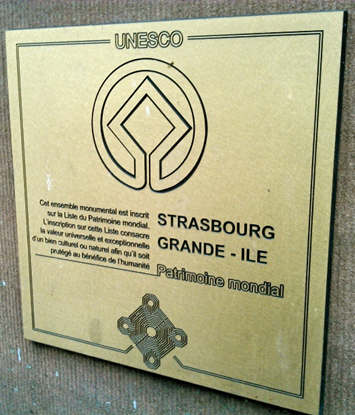 UNESCO
Cet ensemble monumental est inscrit
sur la Liste du Patrimoine mondial.
L'inscription sur cette Liste consacre
la valeur universelle et exceptionnelle
d'un bien culturel ou naturel afin qu'il soit
protégé au bénéfice de l'humanité
STRASBOURG
GRANDE - ILE
Patrimoine mondial